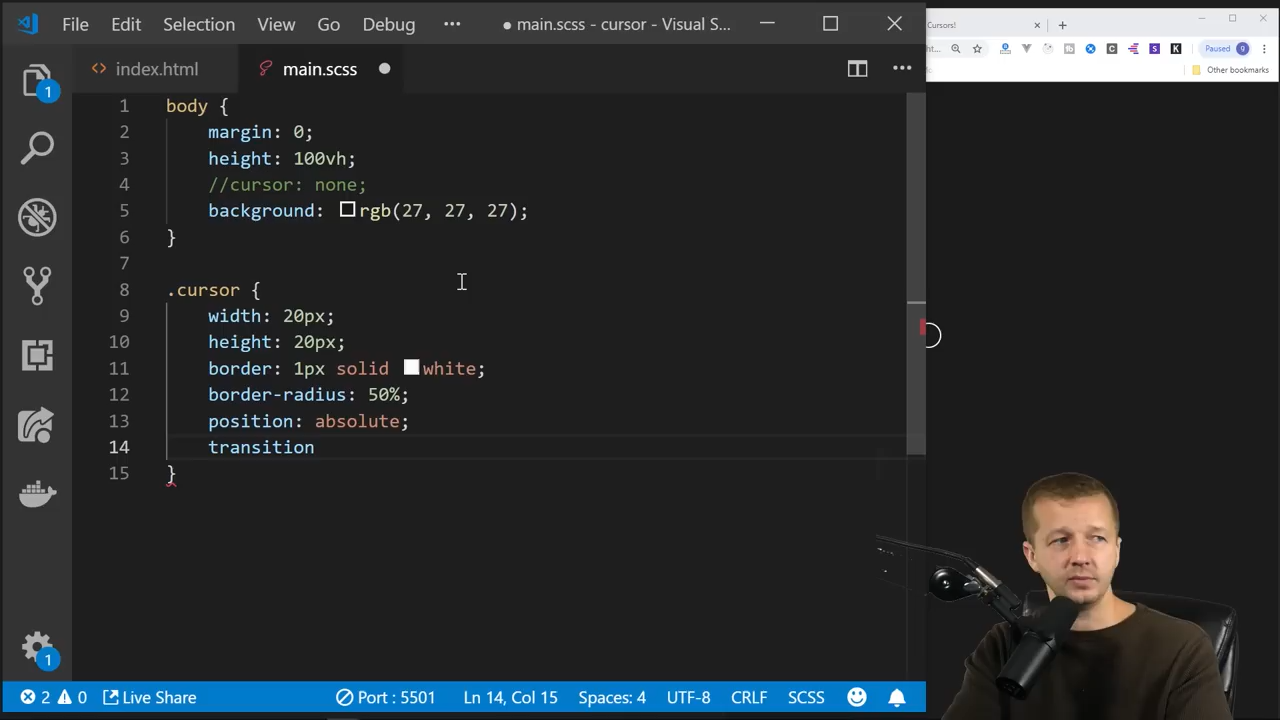 File Edit Selection View Go Debug ••• ● main.scss - cursor - Visual S...
Cursors!
index.html main.scss ●
ht...
Paused 9
Other bookmarks
1
1 body {
2 margin: 0;
3 height: 100vh;
4 //cursor: none;
5 background: rgb(27, 27, 27);
6 }
7
8 .cursor {
9 width: 20px;
10 height: 20px;
11 border: 1px solid white;
12 border-radius: 50%;
13 position: absolute;
14 transition
15 }
1
2 0 Live Share Port : 5501 Ln 14, Col 15 Spaces: 4 UTF-8 CRLF SCSS